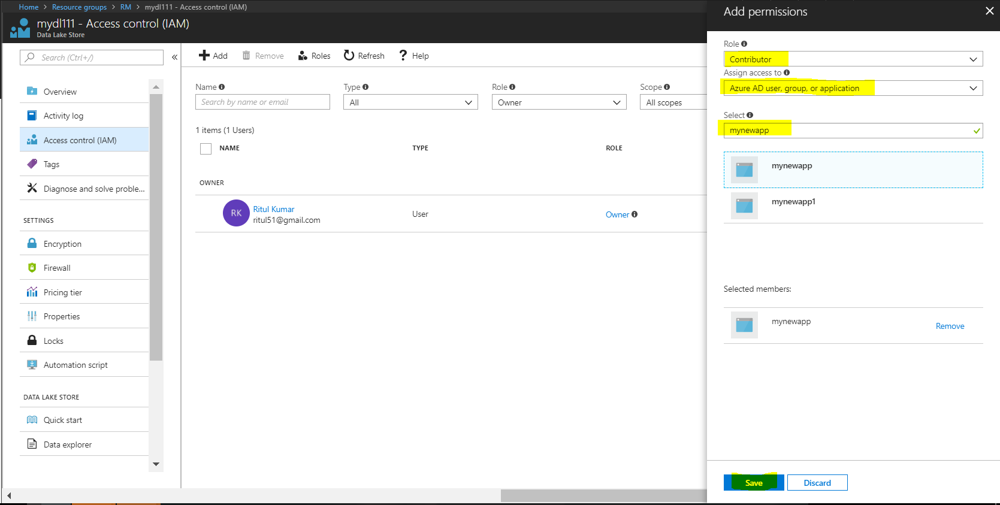 Home > Resource groups > RM > mydl111 - Access control (IAM)
mydl111 - Access control (IAM)
Data Lake Store
Search (Ctrl+/)
«
Overview
Activity log
Access control (IAM)
Tags
Diagnose and solve proble...
SETTINGS
Encryption
Firewall
Pricing tier
Properties
Locks
Automation script
DATA LAKE STORE
Quick start
Data explorer
Add Remove Roles Refresh Help
Name Type Role Scope
Search by name or email All Owner All scopes
1 items (1 Users)
NAME TYPE ROLE
OWNER
RK
Ritul Kumar
ritul51@gmail.com
User
Owner
Add permissions
Role
Contributor
Assign access to
Azure AD user, group, or application
Select
mynewapp
mynewapp
mynewapp1
Selected members:
mynewapp
Remove
Save Discard